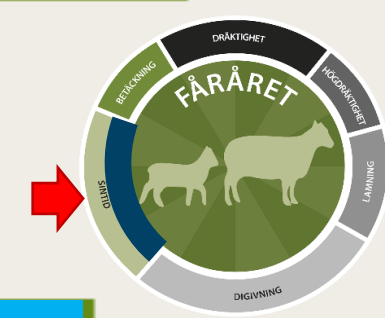 FÅRÅRET
DRÄKTIGHET
HÖGDRÄKTIGHET
LAMNING
DIGIVNING
SINTID
BETÄCKNING